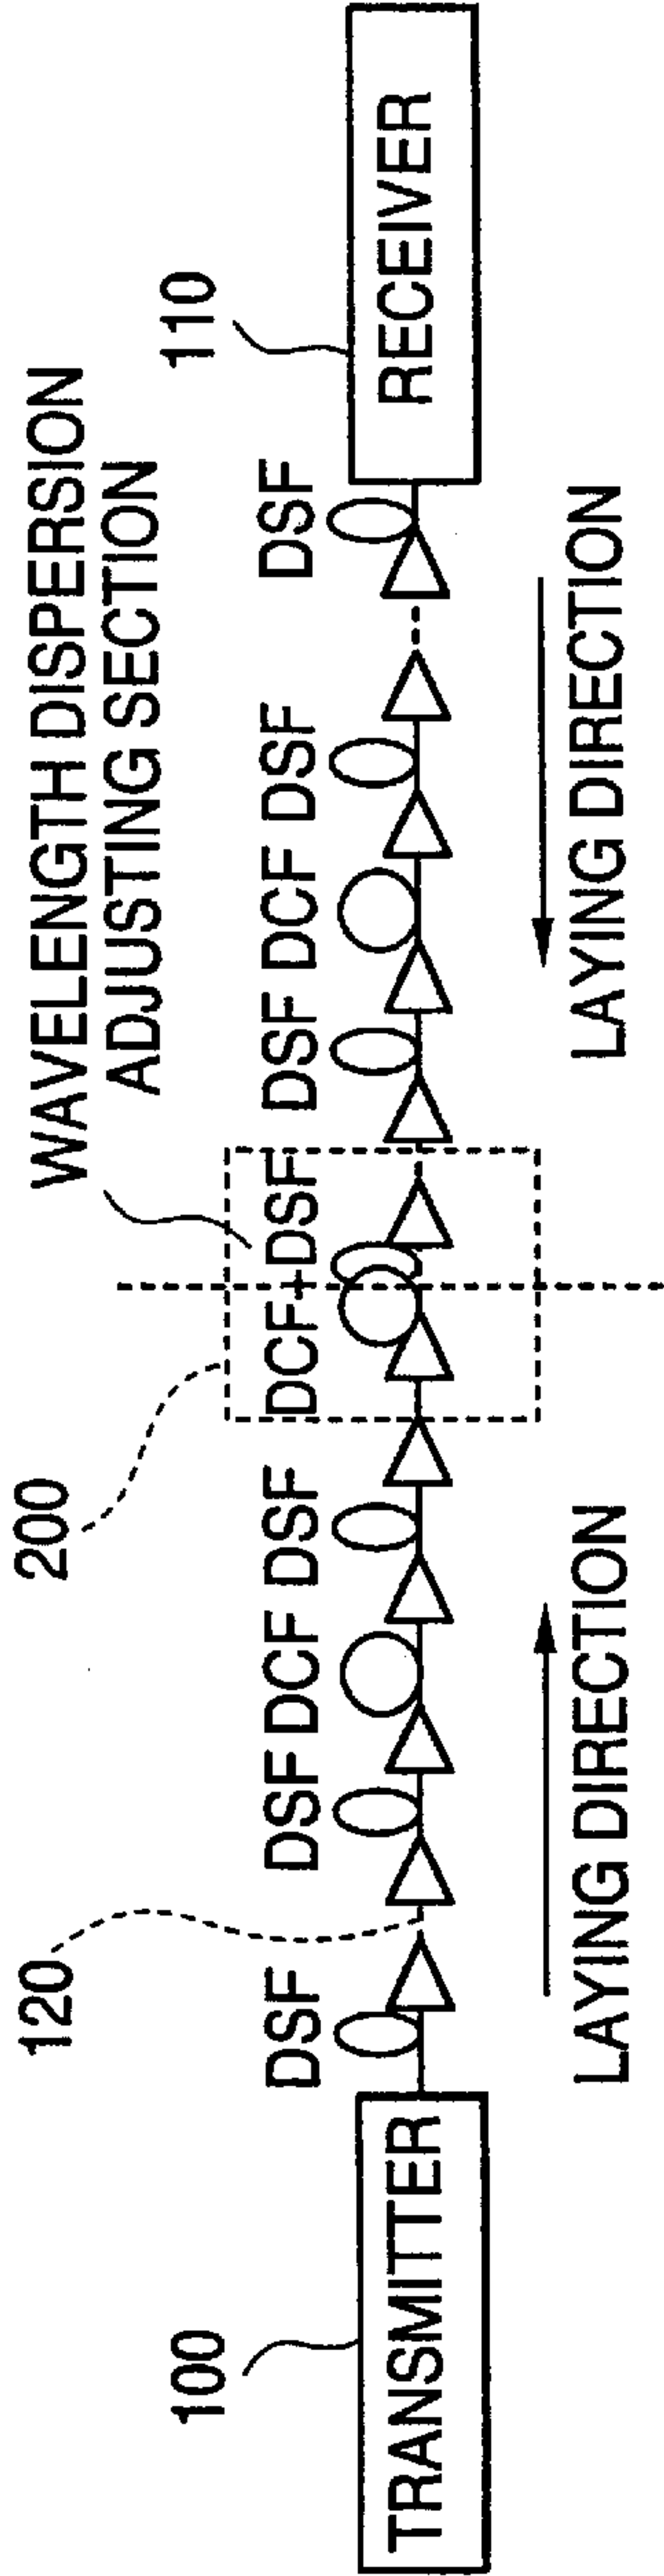 WAVELENGTH DISPERSION
ADJUSTING SECTION
200
120
110
100
DSF
DSF DCF DSF
DCF+DSF
DSF DCF DSF
DSF
TRANSMITTER
RECEIVER
LAYING DIRECTION
LAYING DIRECTION